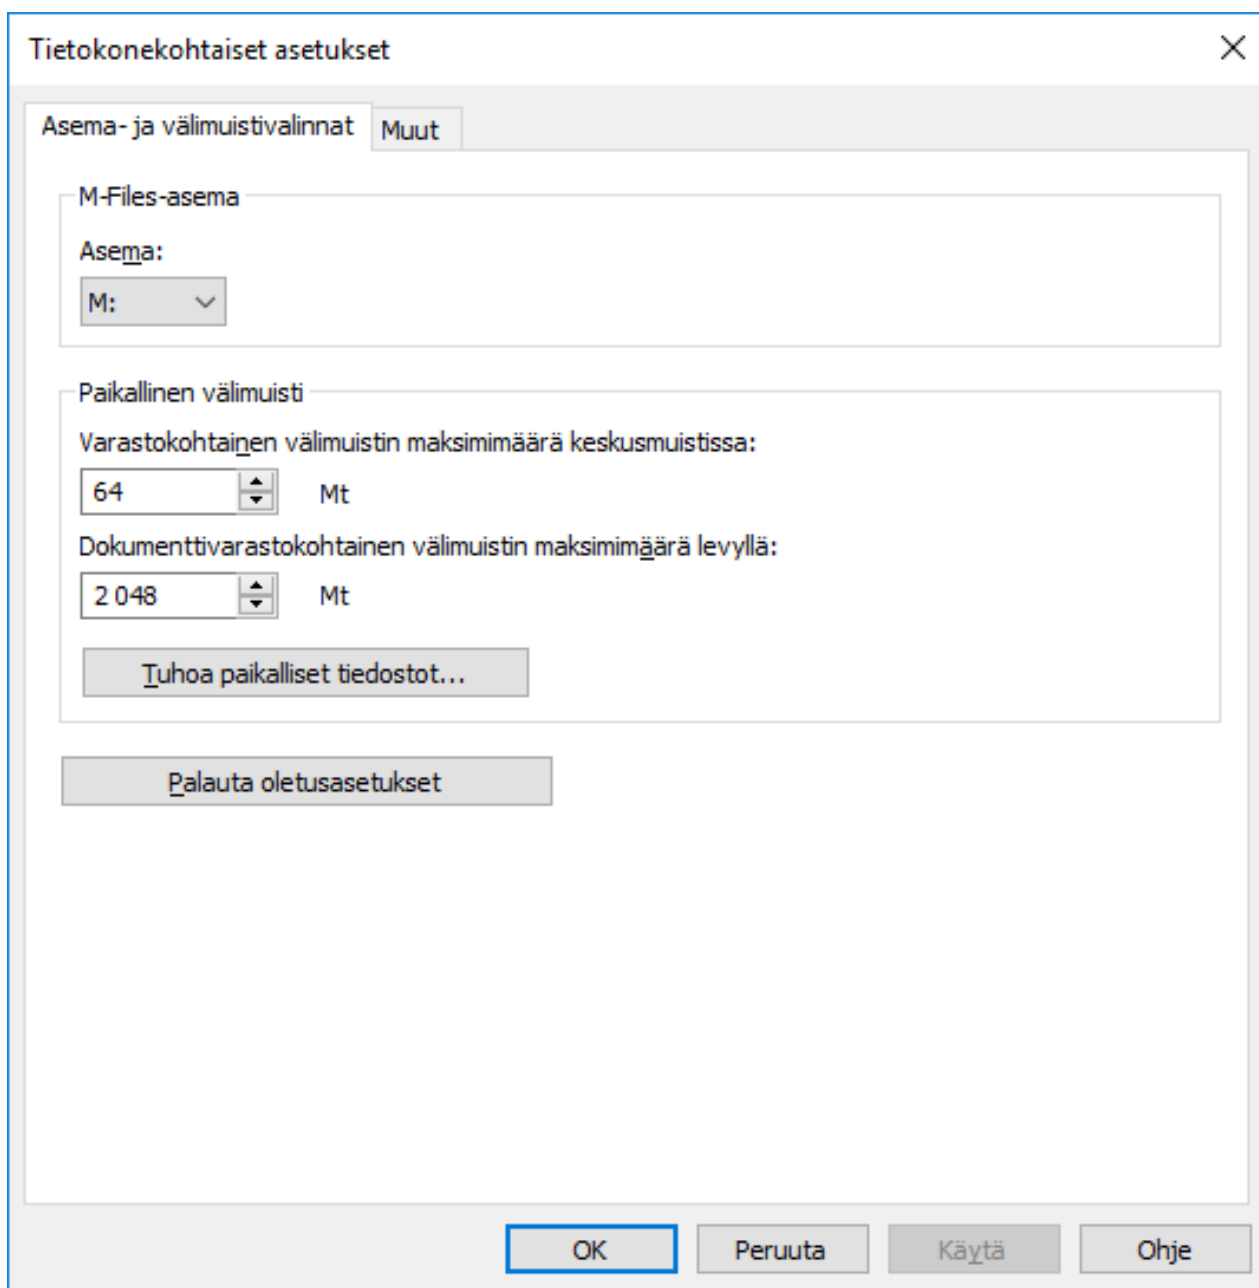 Tietokonekohtaiset asetukset
Asema- ja välimuistivalinnat Muut
M-Files-asema
Asema:
M:
Paikallinen välimuisti
Varastokohtainen välimuistin maksimimäärä keskusmuistissa:
64 Mt
Dokumenttivarastokohtainen välimuistin maksimimäärä levyllä:
2 048 Mt
Tuhoa paikalliset tiedostot...
Palauta oletusasetukset
OK Peruuta Käytä Ohje